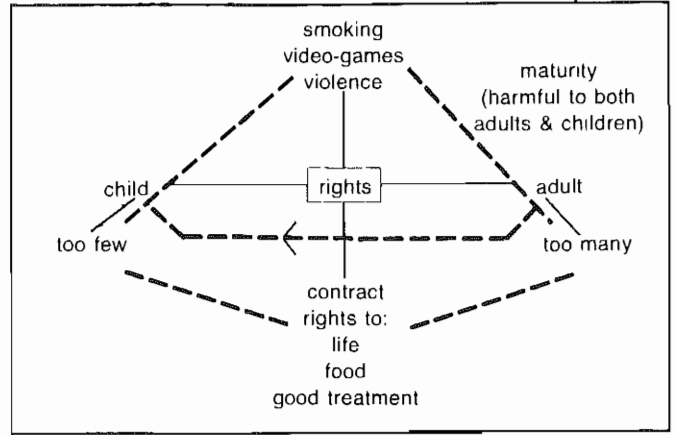 smoking
video-games
violence
maturity
(harmful to both
adults & children)
child
rights
adult
too few
too many
contract
rights to:
life
food
good treatment